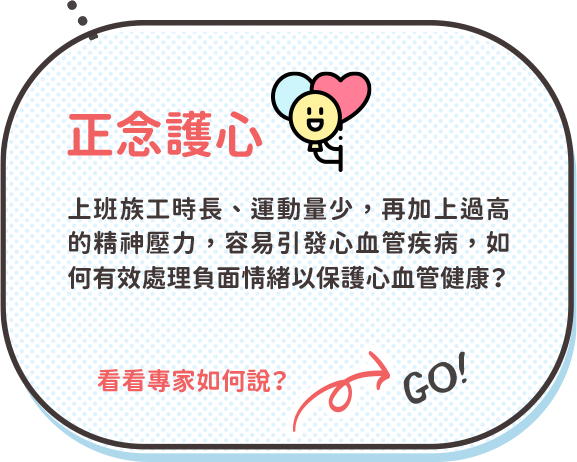 正念護心
上班族工時長、運動量少，再加上過高
的精神壓力，容易引發心血管疾病，如
何有效處理負面情緒以保護心血管健康？
看看專家如何說？
GO!